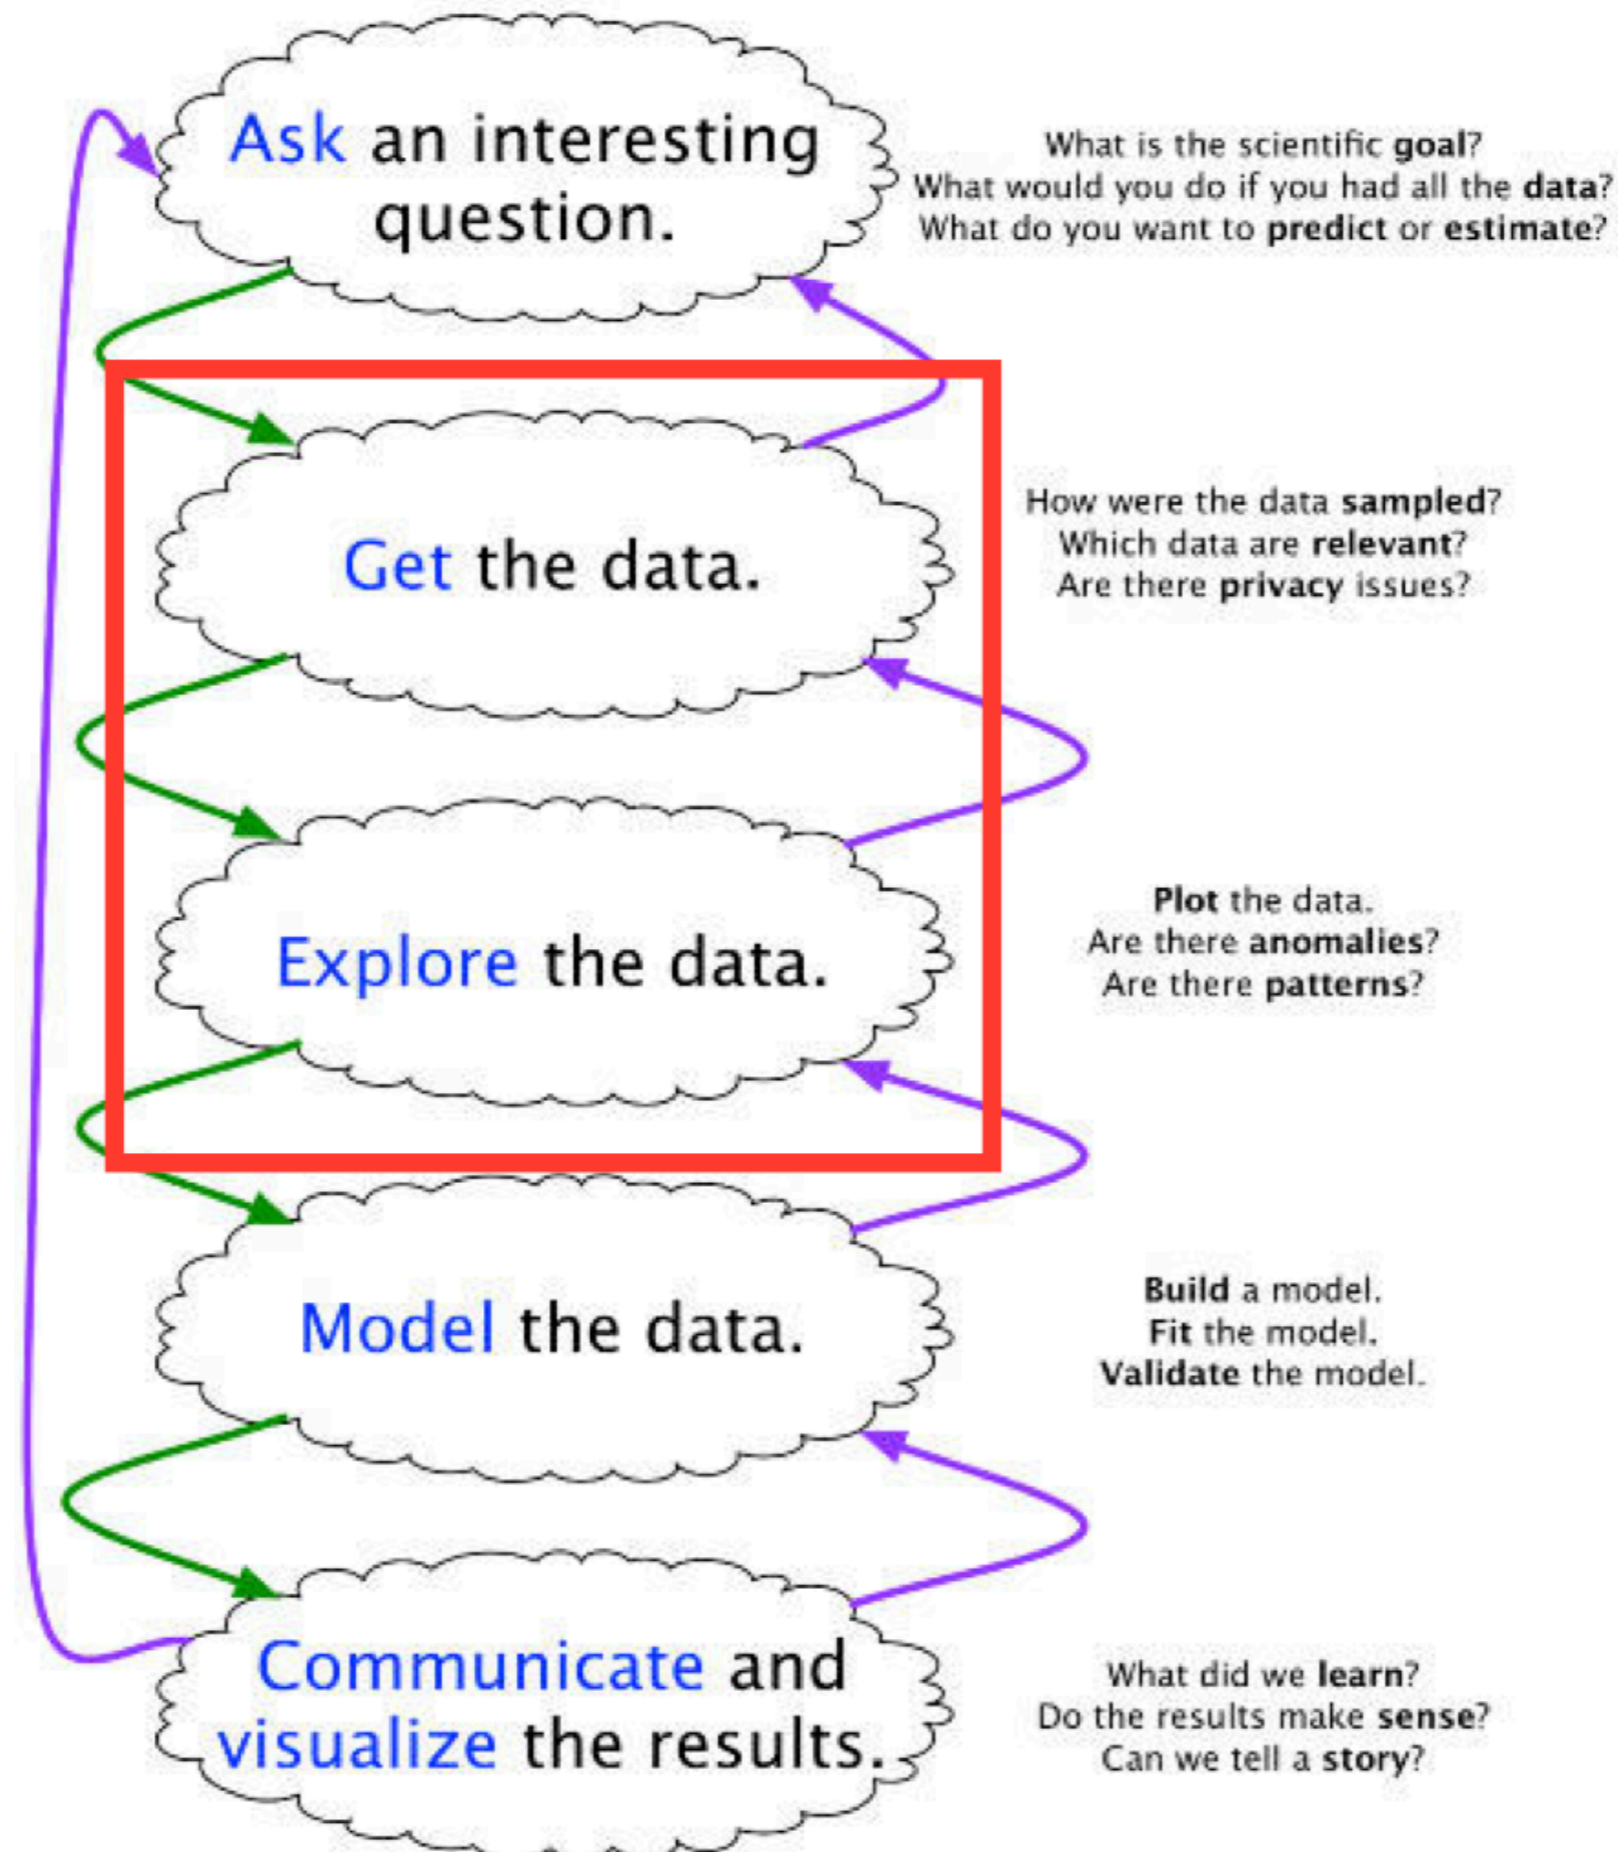 Ask an interesting
question.
What is the scientific goal?
What would you do if you had all the data?
What do you want to predict or estimate?
Get the data.
How were the data sampled?
Which data are relevant?
Are there privacy issues?
Explore the data.
Plot the data.
Are there anomalies?
Are there patterns?
Model the data.
Build a model.
Fit the model.
Validate the model.
Communicate and
visualize the results.
What did we learn?
Do the results make sense?
Can we tell a story?